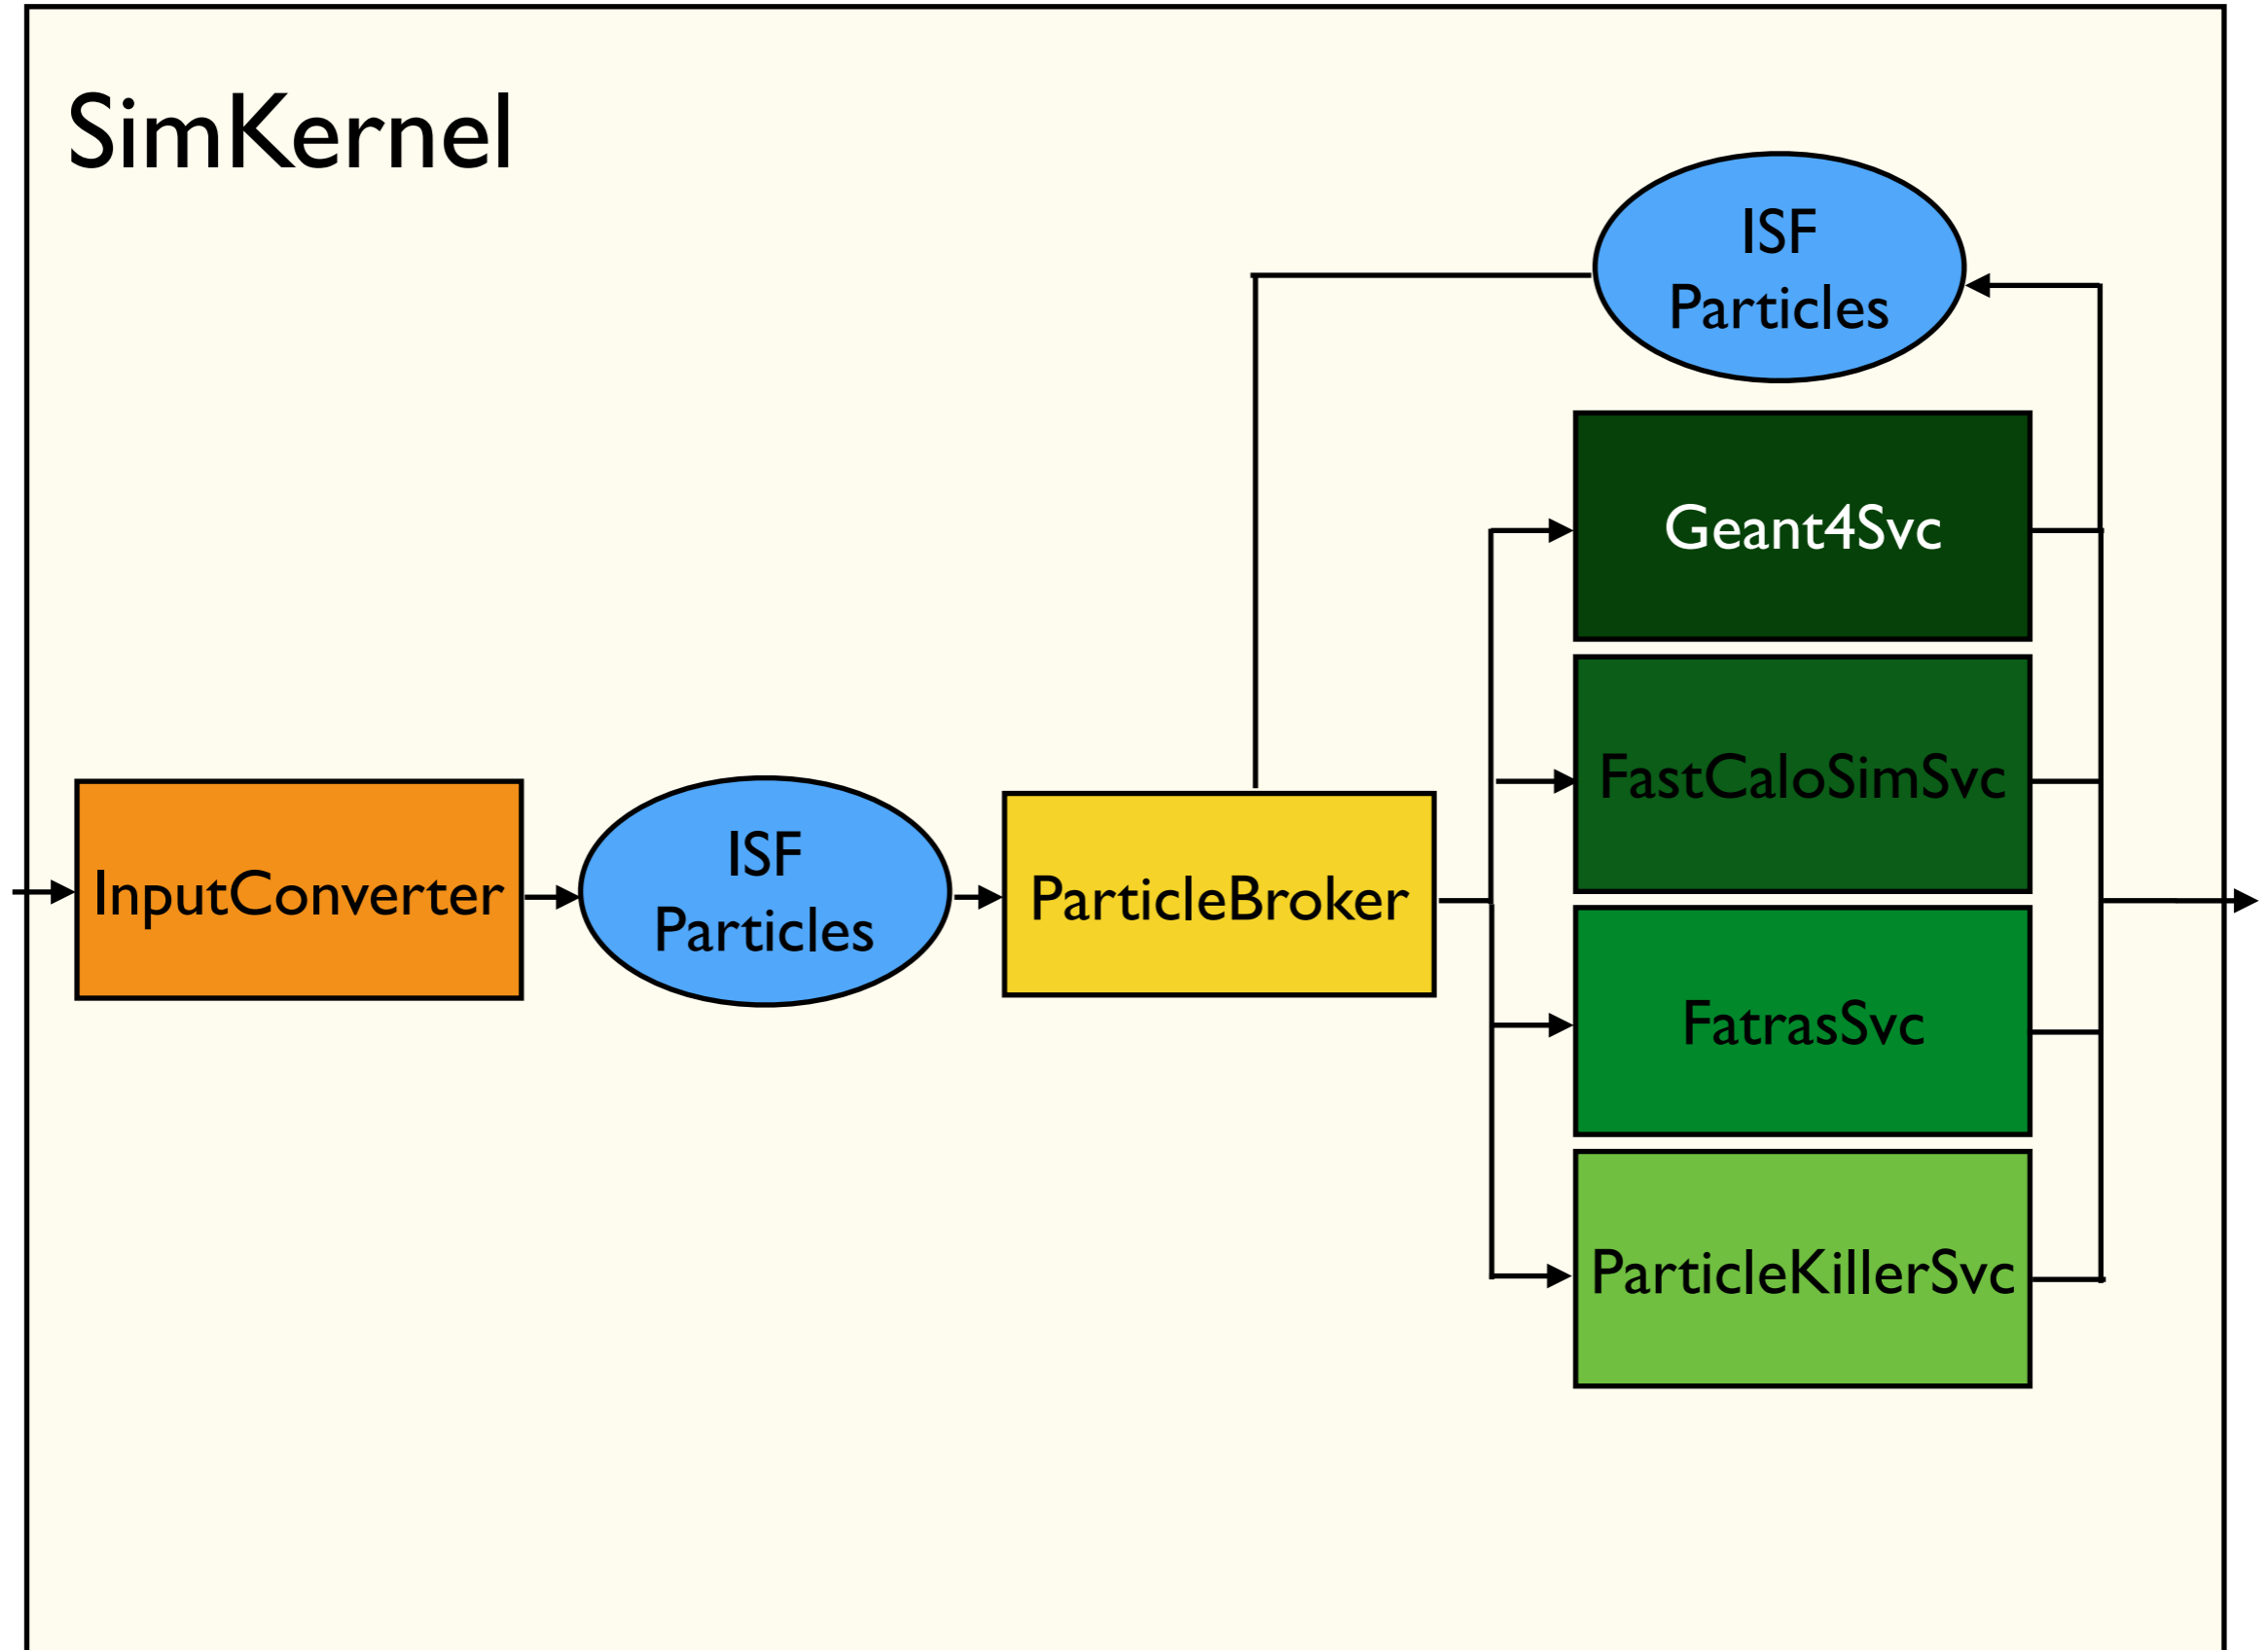 SimKernel
ISF
Particles
Geant4Svc
FastCaloSimSvc
InputConverter
ISF
Particles
ParticleBroker
FatrasSvc
ParticleKillerSvc